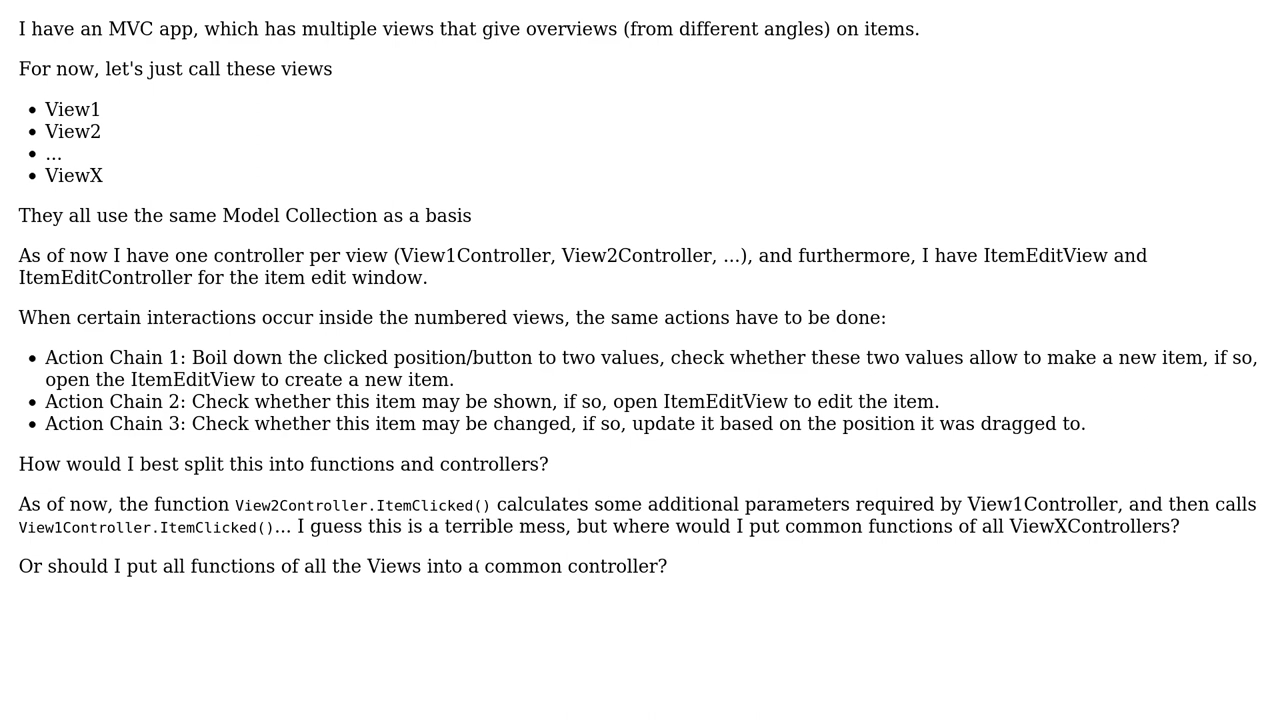 I have an MVC app, which has multiple views that give overviews (from different angles) on items.
For now, let's just call these views
• View1
• View2
• ...
• ViewX
They all use the same Model Collection as a basis
As of now I have one controller per view (View1Controller, View2Controller, ...), and furthermore, I have ItemEditView and
ItemEditController for the item edit window.
When certain interactions occur inside the numbered views, the same actions have to be done:
• Action Chain 1: Boil down the clicked position/button to two values, check whether these two values allow to make a new item, if so,
open the ItemEditView to create a new item.
• Action Chain 2: Check whether this item may be shown, if so, open ItemEditView to edit the item.
• Action Chain 3: Check whether this item may be changed, if so, update it based on the position it was dragged to.
How would I best split this into functions and controllers?
As of now, the function View2Controller.ItemClicked() calculates some additional parameters required by View1Controller, and then calls
View1Controller.ItemClicked()... I guess this is a terrible mess, but where would I put common functions of all ViewXControllers?
Or should I put all functions of all the Views into a common controller?